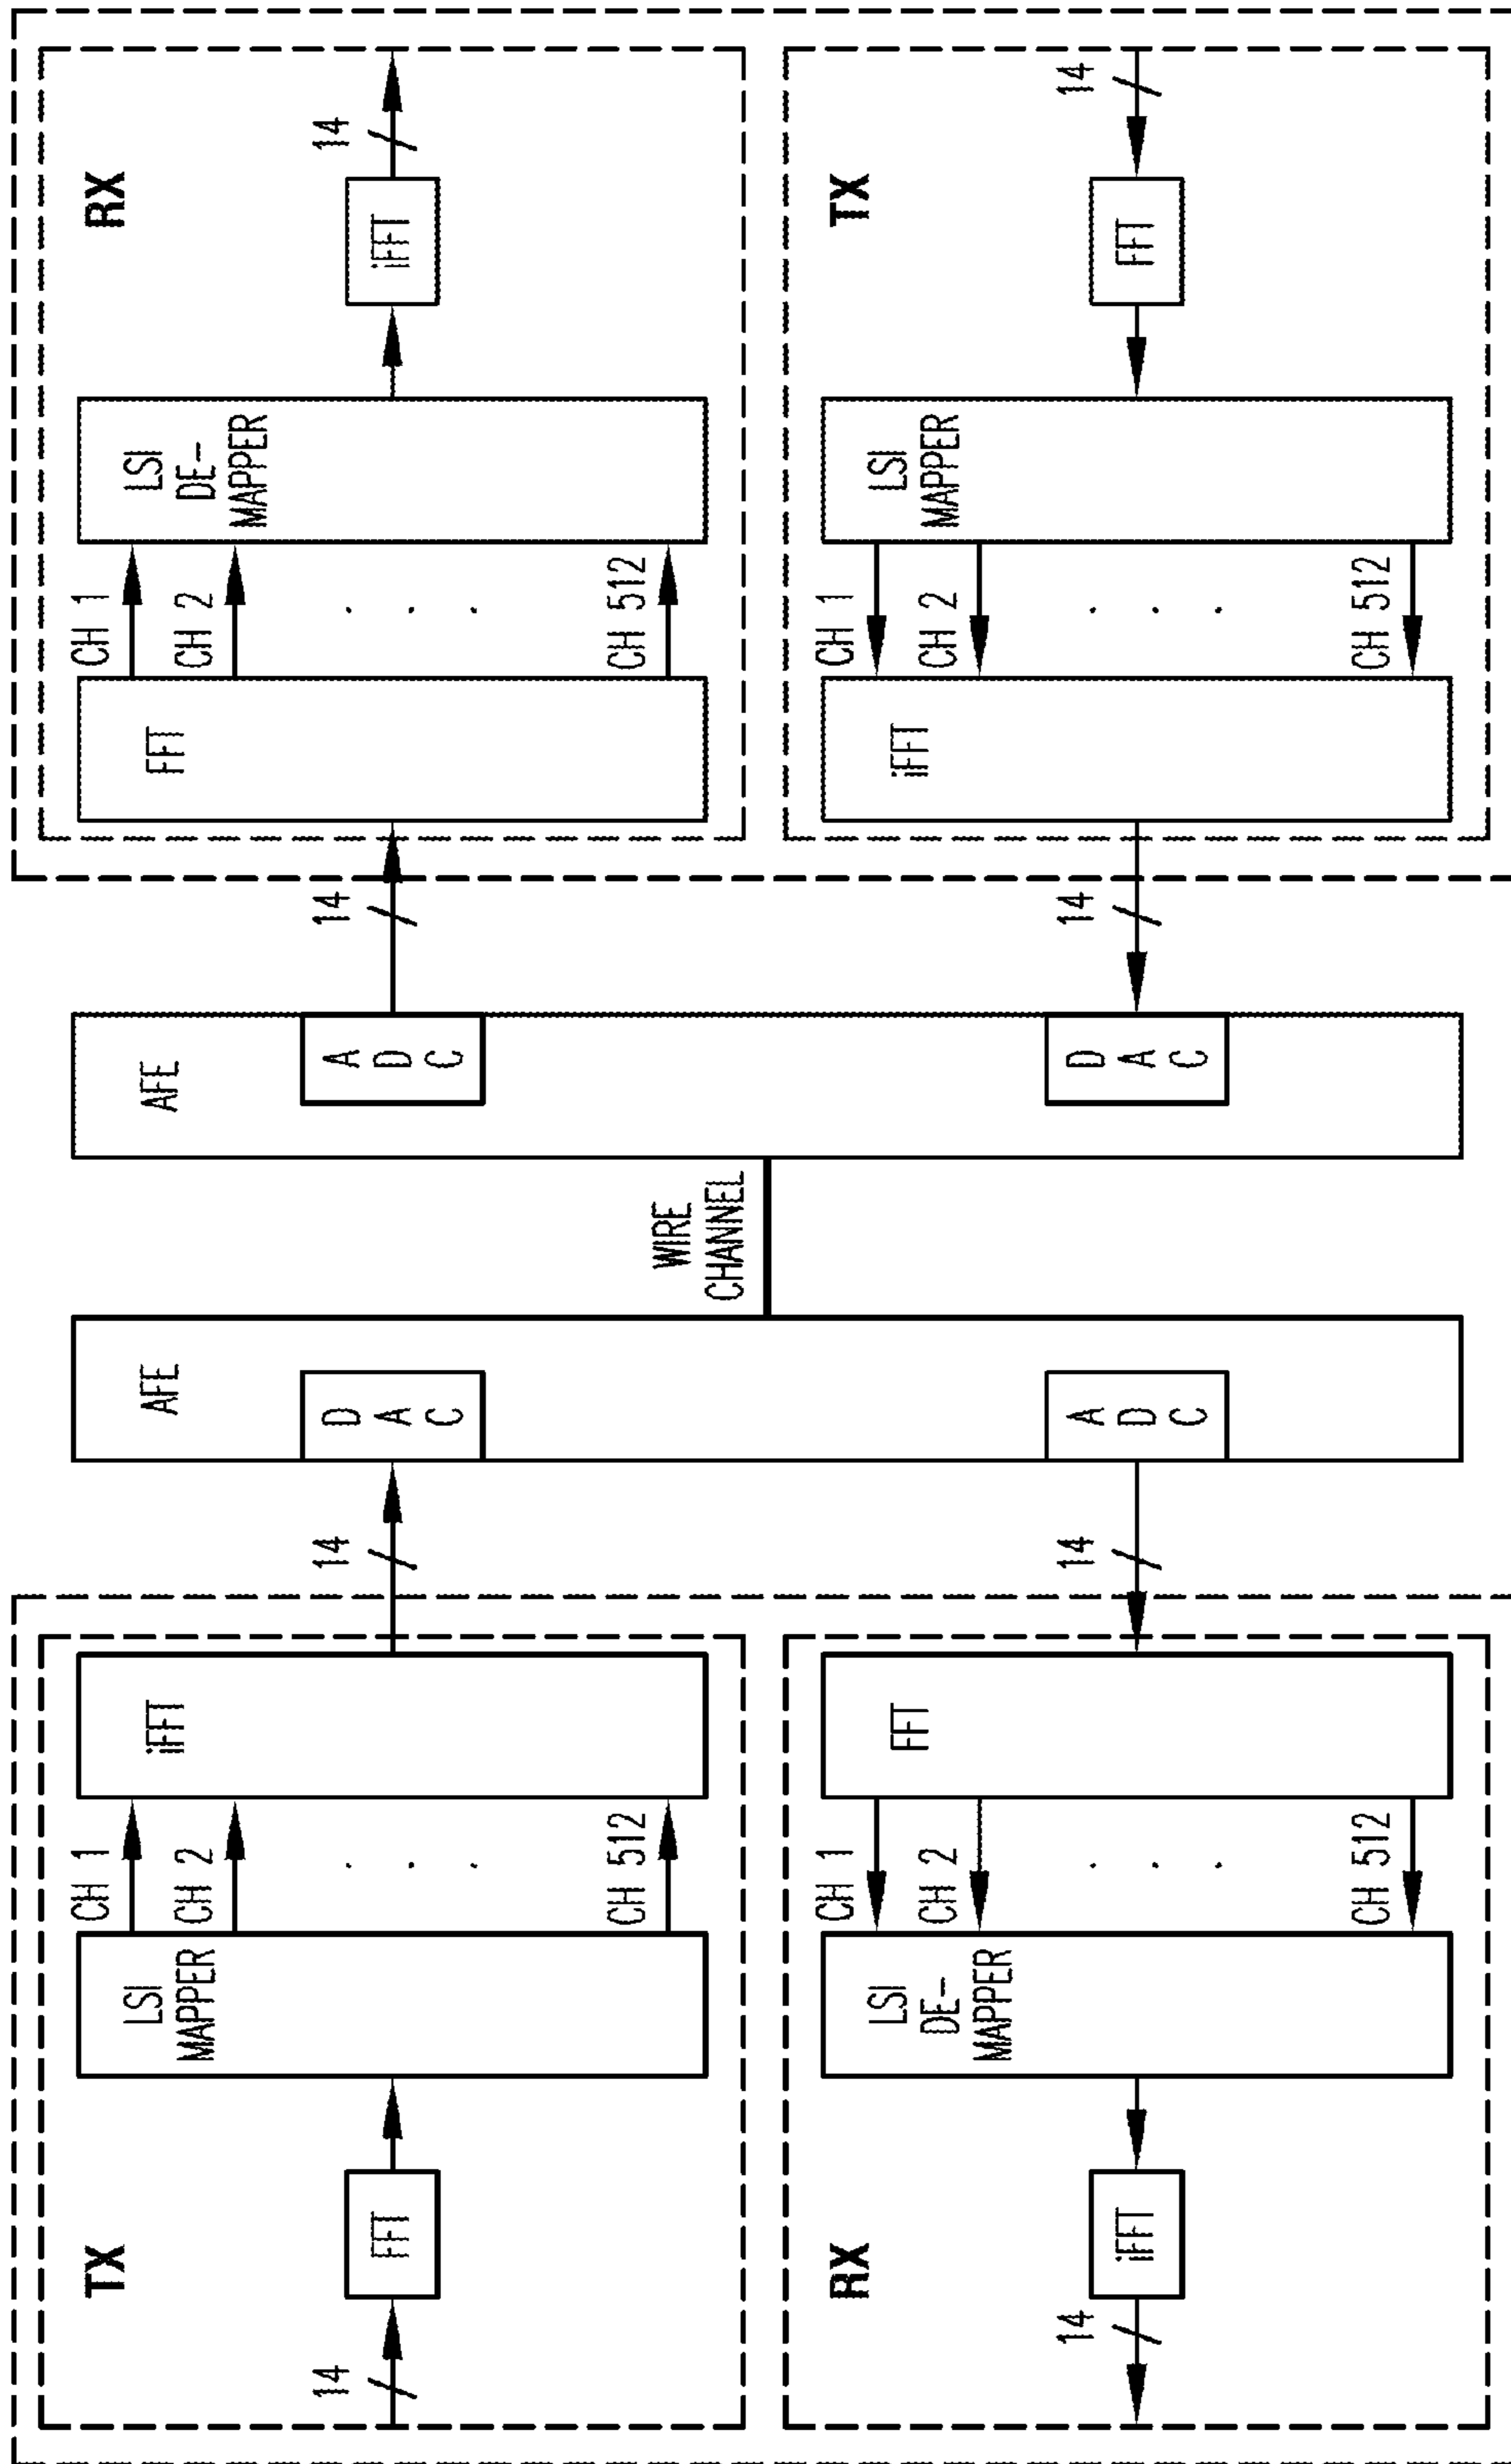 TX
14
FFT
LSI
MAPPER
CH 1
CH 2
. . .
CH 512
iFFT
14
AFE
D
A
C
WIRE
CHANNEL
AFE
A
D
C
14
FFT
CH 1
CH 2
. . .
CH 512
LSI
DE-
MAPPER
iFFT
14
RX
RX
14
iFFT
LSI
DE-
MAPPER
CH 1
CH 2
. . .
CH 512
FFT
14
A
D
C
D
A
C
14
iFFT
CH 1
CH 2
. . .
CH 512
LSI
MAPPER
FFT
14
TX